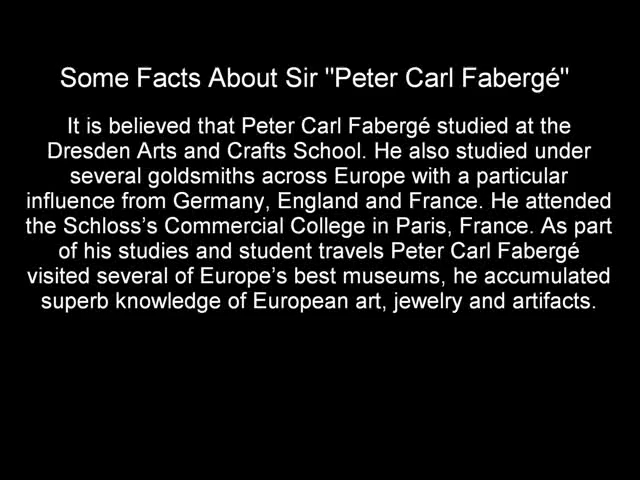 Some Facts About Sir "Peter Carl Fabergé"
It is believed that Peter Carl Fabergé studied at the
Dresden Arts and Crafts School. He also studied under
several goldsmiths across Europe with a particular
influence from Germany, England and France. He attended
the Schloss’s Commercial College in Paris, France. As part
of his studies and student travels Peter Carl Fabergé
visited several of Europe’s best museums, he accumulated
superb knowledge of European art, jewelry and artifacts.